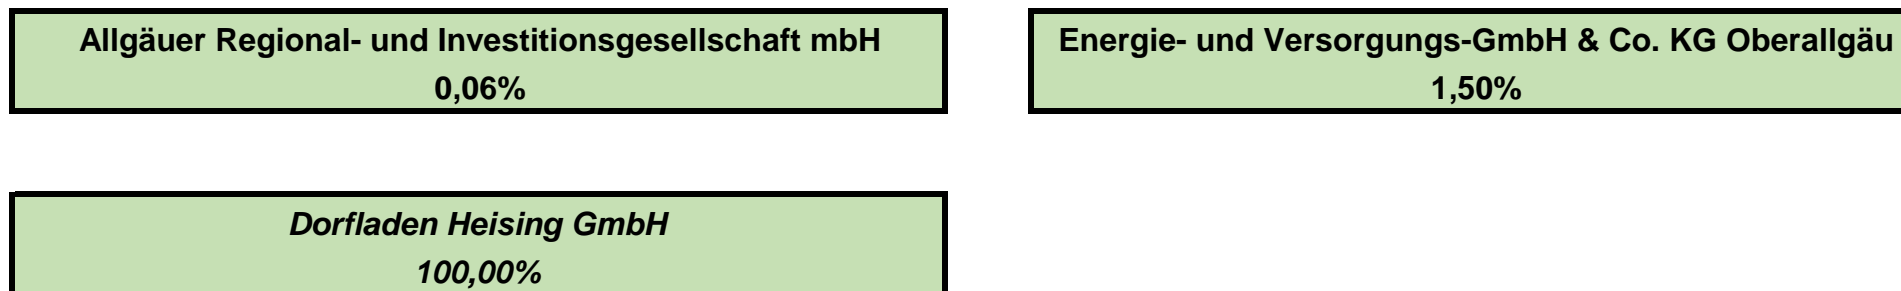 Allgäuer Regional- und Investitionsgesellschaft mbH
0,06%
Energie- und Versorgungs-GmbH & Co. KG Oberallgäu
1,50%
Dorfladen Heising GmbH
100,00%